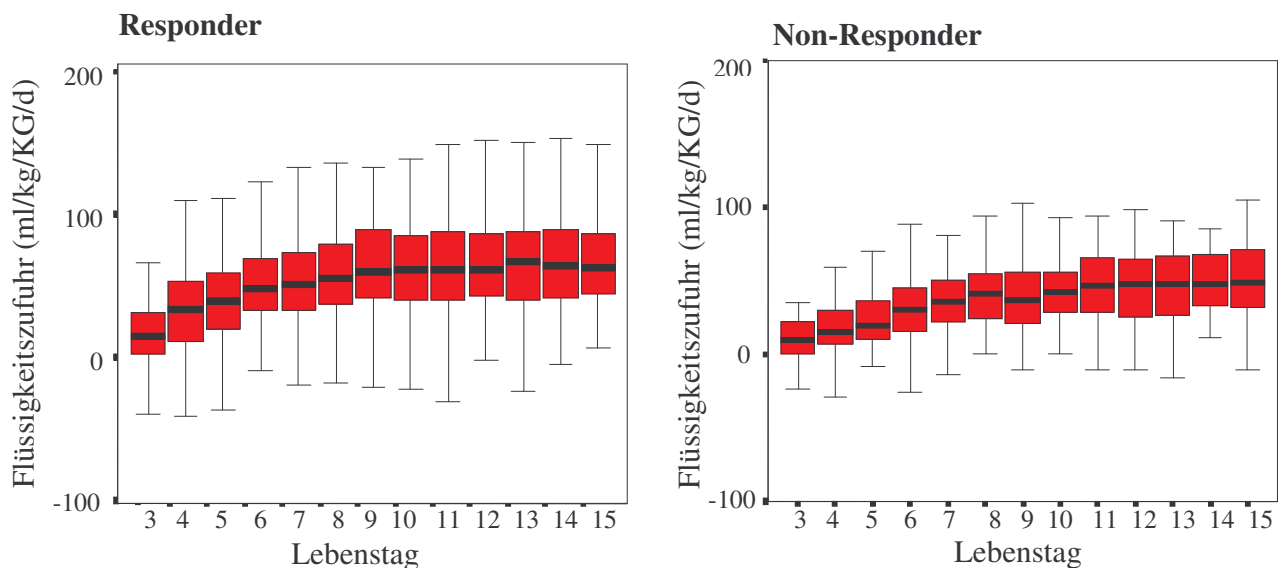 Responder
Flüssigkeitszufuhr (ml/kg/KG/d)
200
100
0
-100
3 4 5 6 7 8 9 10 11 12 13 14 15
Lebenstag
Non-Responder
Flüssigkeitszufuhr (ml/kg/KG/d)
200
100
0
-100
3 4 5 6 7 8 9 10 11 12 13 14 15
Lebenstag